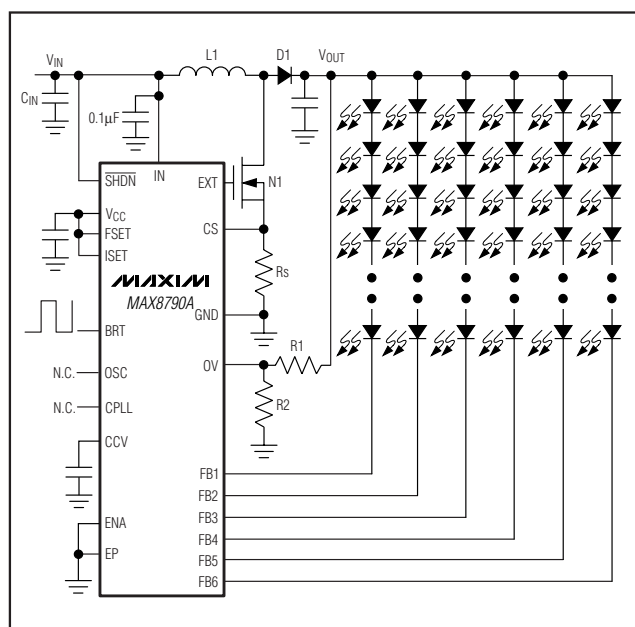 L1
D1
VIN
VOUT
CIN
0.1µF
IN
SHDN
EXT
N1
VCC
CS
FSET
ISET
MAXIM
RS
MAX8790A
GND
BRT
R1
OV
N.C.
OSC
R2
N.C.
CPLL
CCV
FB1
FB2
ENA
FB3
FB4
EP
FB5
FB6